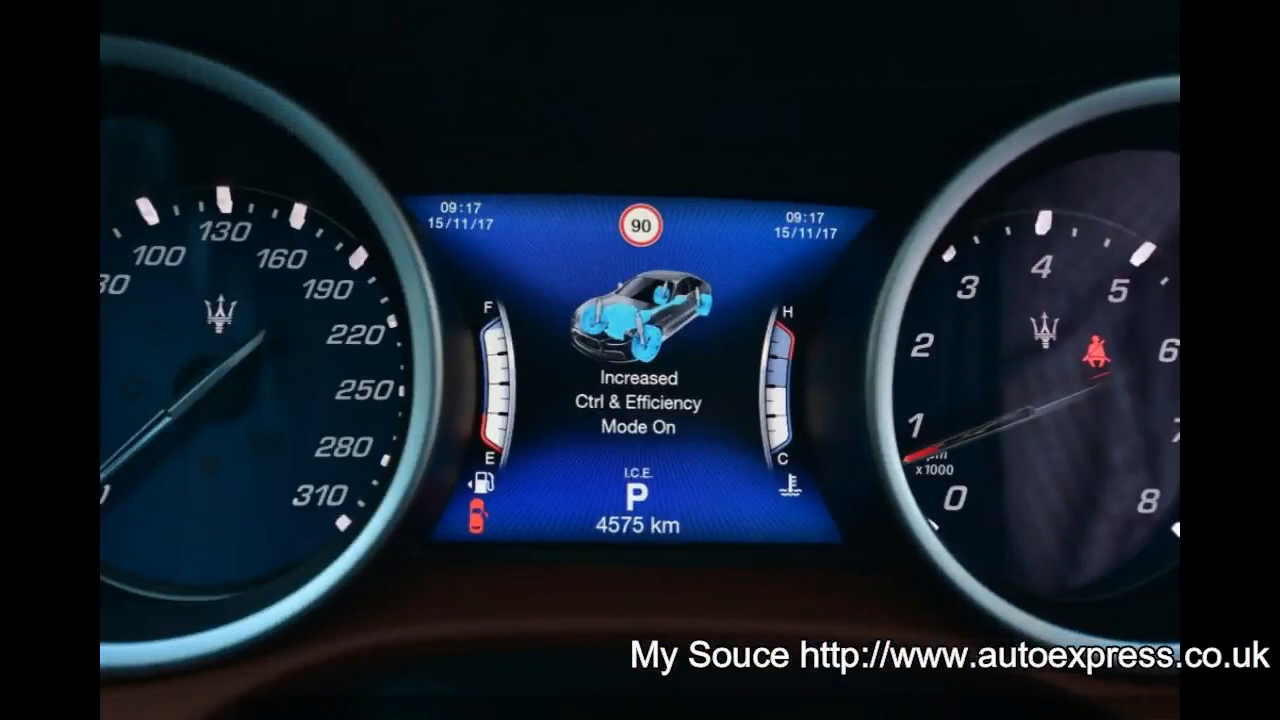 09:17
15/11/17
90
09:17
15/11/17
100
130
160
190
220
250
280
310
F
E
Increased
Ctrl & Efficiency
Mode On
H
C
I.C.E.
P
4575 km
0
1
2
3
4
5
6
8
x1000
My Souce http://www.autoexpress.co.uk